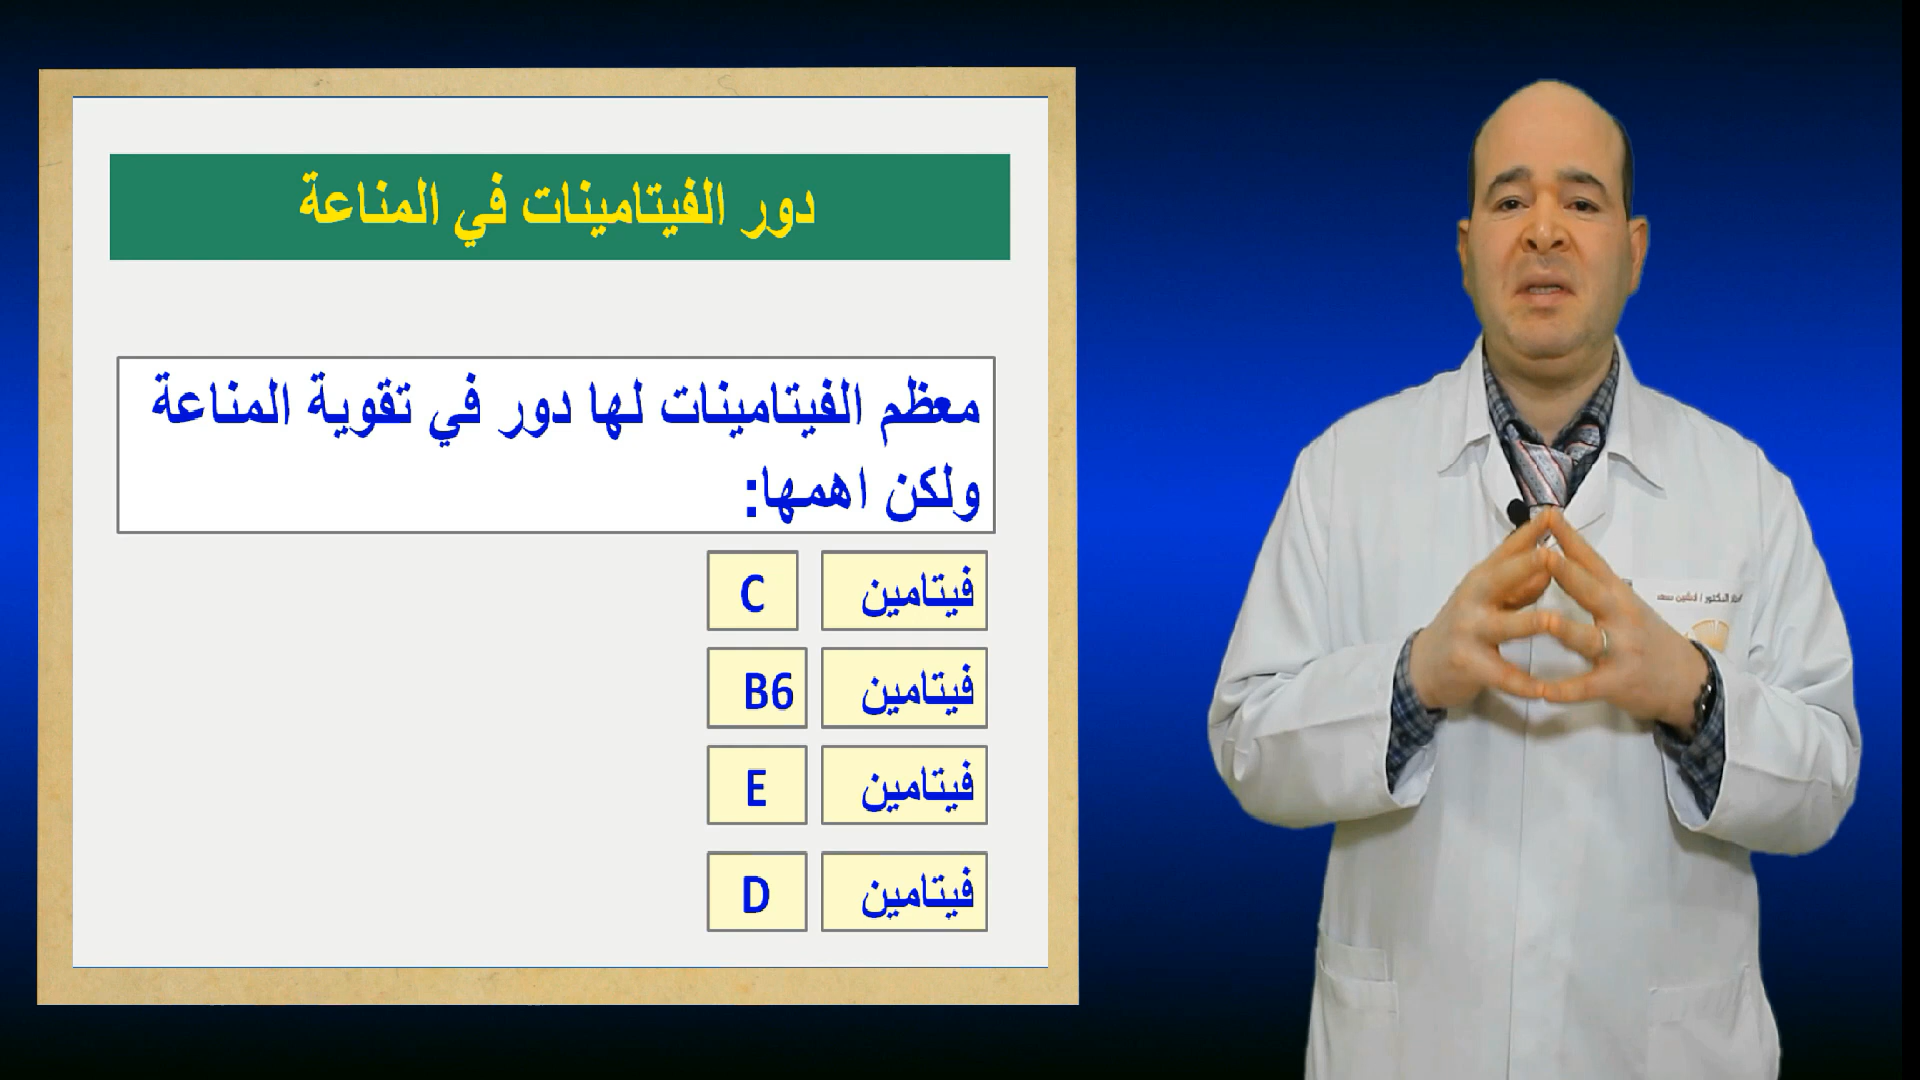 دور الفيتامينات في المناعة
معظم الفيتامينات لها دور في تقوية المناعة
ولكن اهمها:
فيتامين C
فيتامين B6
فيتامين E
فيتامين D